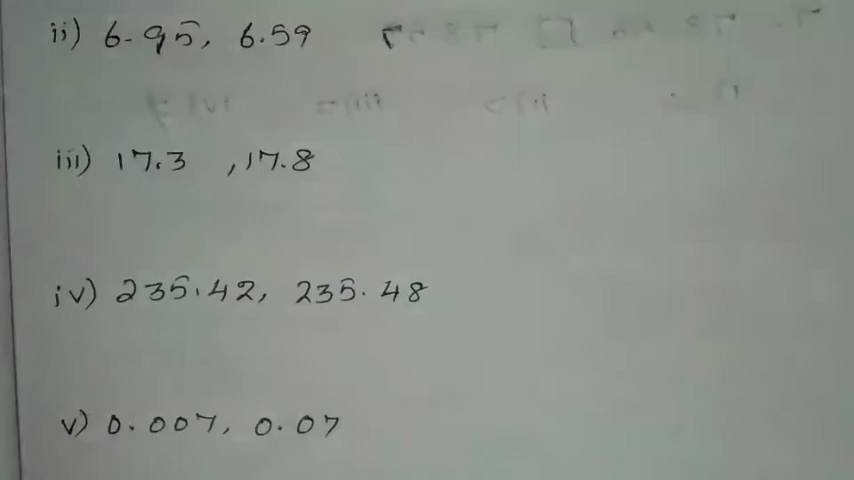 ii) 6.95, 6.59
iii) 17.3 , 17.8
iv) 235.42, 235.48
v) 0.007, 0.07